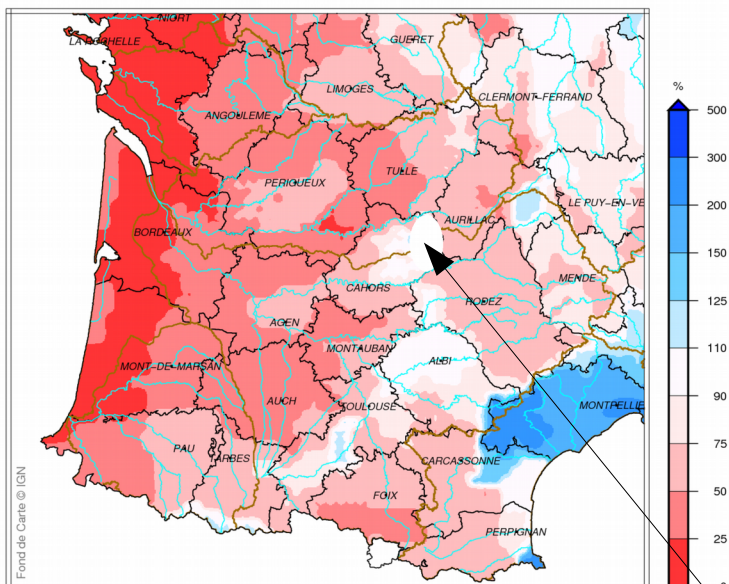 NIORT
%
LA ROCHELLE
GUERET
LIMOGES
CLERMONT-FERRAND
ANGOULEME
500
300
TULLE
PERIGUEUX
200
LE PUY-EN-VE
AURILLAC
BORDEAUX
150
MENDE
CAHORS
RODEZ
125
AGEN
110
MONTAUBAN
ALBI
MONT-DE-MARSAN
90
AUCH
TOULOUSE
MONTPELLIE
75
PAU
TARBES
CARCASSONNE
50
FOIX
PERPIGNAN
25
Fond de Carte © IGN